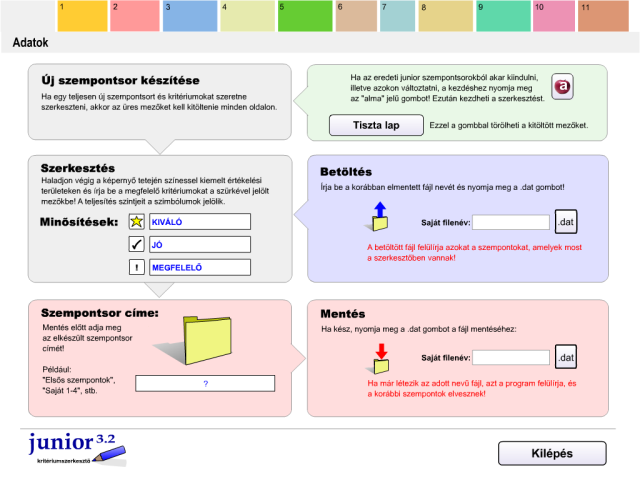 1 2 3 4 5 6 7 8 9 10 11
Adatok
Új szempontsor készítése
Ha egy teljesen új szempontsort és kritériumokat szeretne
szerkeszteni, akkor az üres mezőket kell kitöltenie minden oldalon.
Ha az eredeti junior szempontsorokból akar kiindulni,
illetve azokon változtatni, a kezdéshez nyomja meg
az "alma" jelű gombot! Ezután kezdheti a szerkesztést.
a
Tiszta lap
Ezzel a gombbal törölheti a kitöltött mezőket.
Szerkesztés
Haladjon végig a képernyő tetején színessel kiemelt értékelési
területeken és írja be a megfelelő kritériumokat a szürkével jelölt
mezőkbe! A teljesítés szintjeit a szimbólumok jelölik.
Minősítések:
KIVÁLÓ
JÓ
! MEGFELELŐ
Betöltés
Írja be a korábban elmentett fájl nevét és nyomja meg a .dat gombot!
Saját filenév:
.dat
A betöltött fájl felülírja azokat a szempontokat, amelyek most
a szerkesztőben vannak!
Szempontsor címe:
Mentés előtt adja meg
az elkészült szempontsor
címét!
Például:
"Elsős szempontok",
"Saját 1-4", stb.
?
Mentés
Ha kész, nyomja meg a .dat gombot a fájl mentéséhez:
Saját filenév:
.dat
Ha már létezik az adott nevű fájl, azt a program felülírja, és
a korábbi szempontok elvesznek!
junior 3.2
kritériumszerkesztő
Kilépés